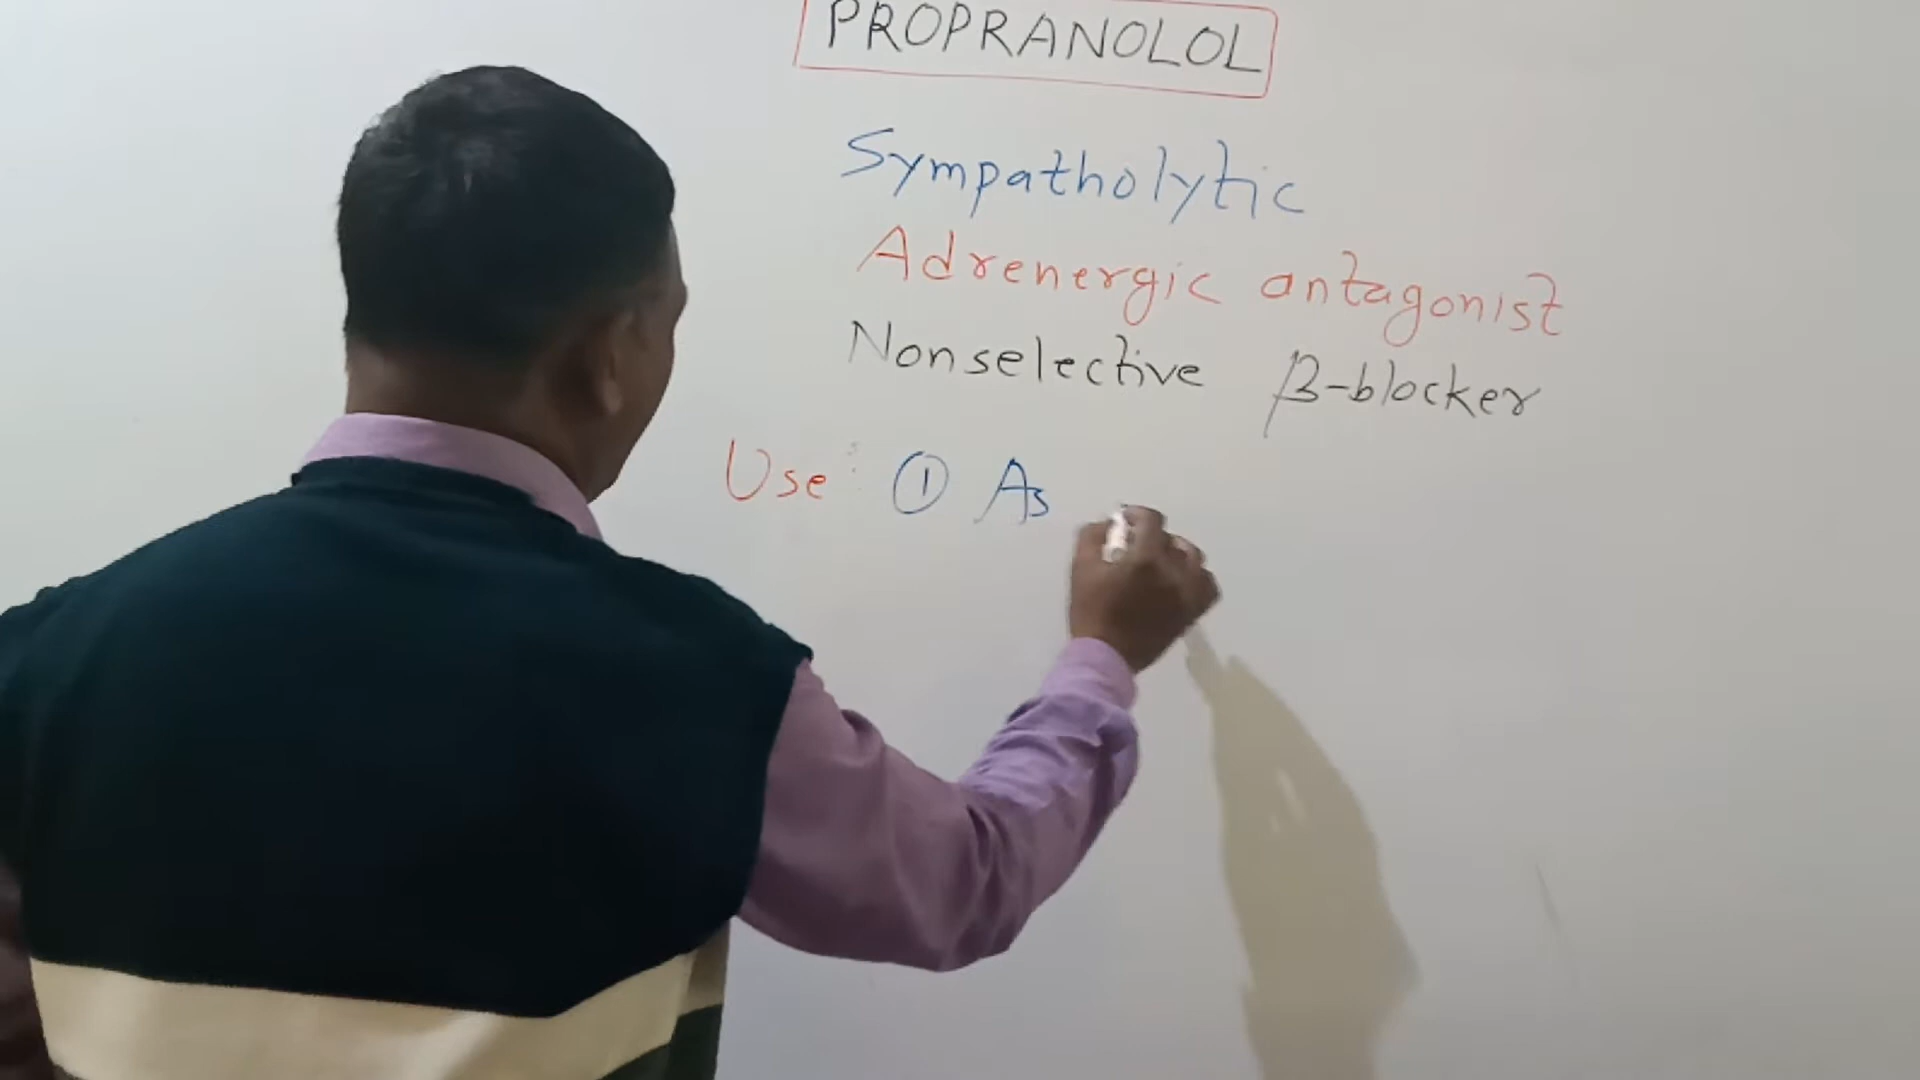 PROPRANOLOL
Sympatholytic
Adrenergic antagonist
Nonselective β-blocker
Use : ① As